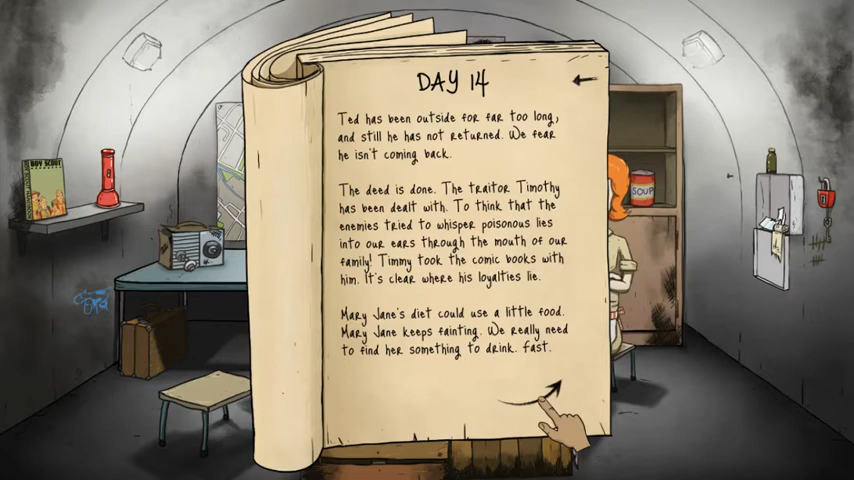 DAY 14
Ted has been outside for far too long,
and still he has not returned. We fear
he isn't coming back.
The deed is done. The traitor Timothy
has been dealt with. To think that the
enemies tried to whisper poisonous lies
into our ears through the mouth of our
family! Timmy took the comic books with
him. It's clear where his loyalties lie.
Mary Jane's diet could use a little food.
Mary Jane keeps fainting. We really need
to find her something to drink. Fast.
BOY SCOUT
SOUP